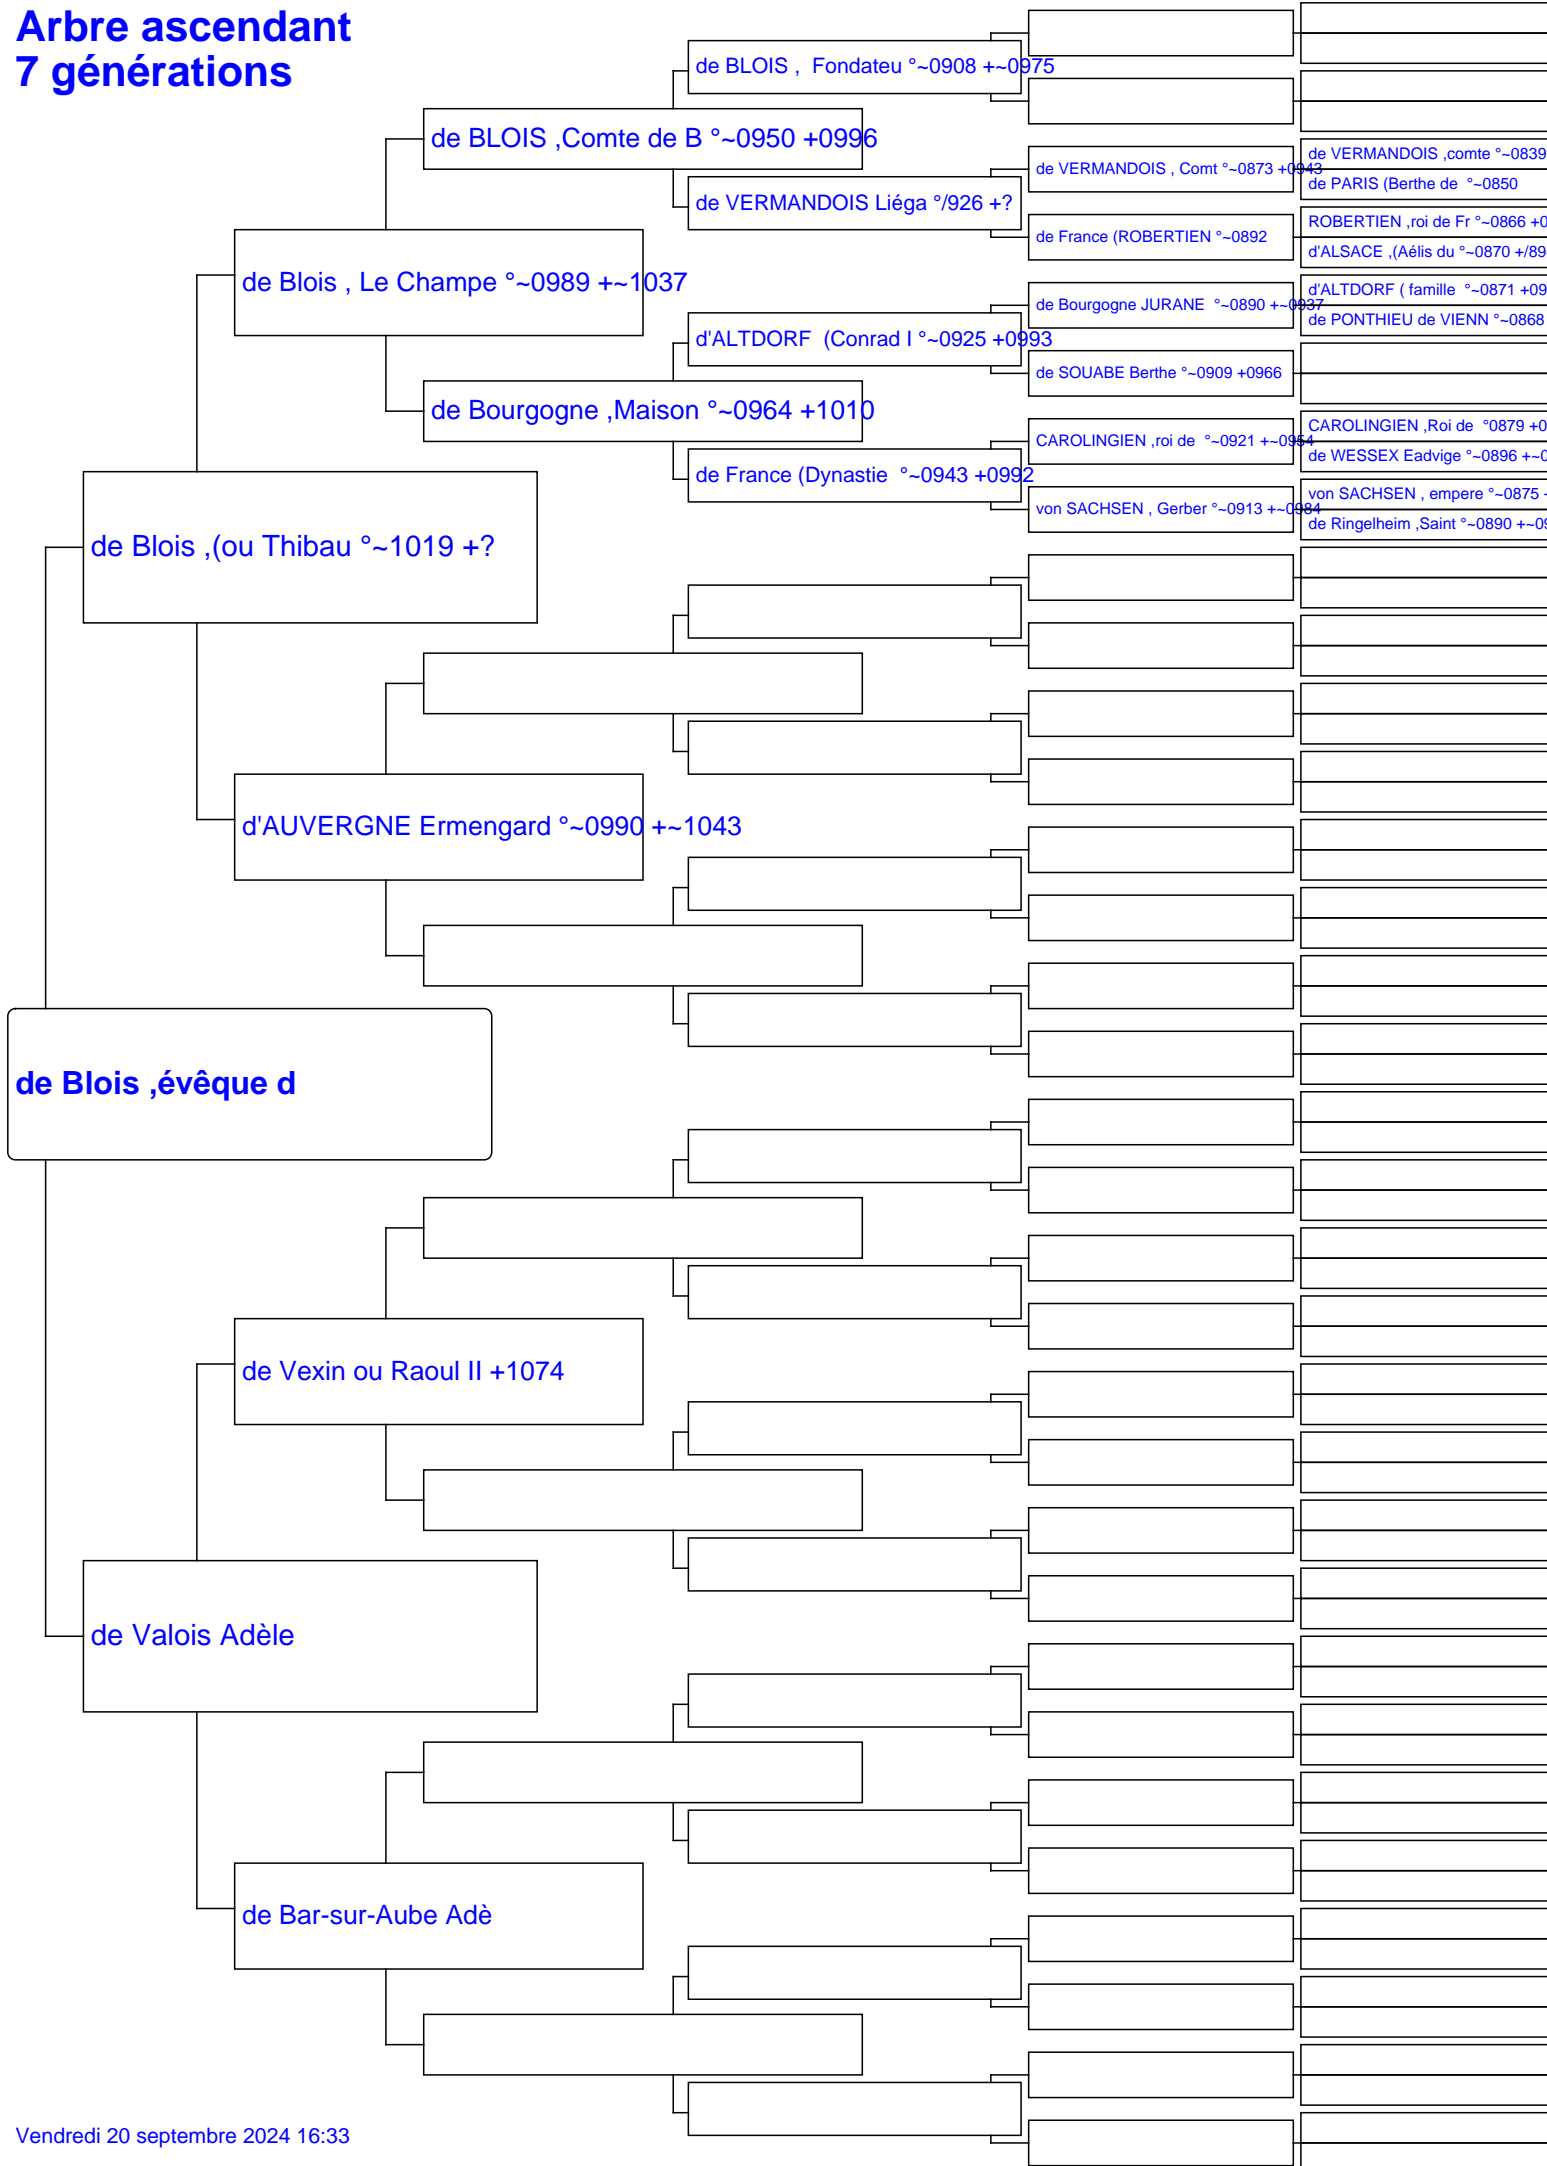 Arbre ascendant
7 générations
de BLOIS , Fondateu °~0908 +~0975
de BLOIS ,Comte de B °~0950 +0996
de VERMANDOIS , Comt °~0873 +0943
de VERMANDOIS ,comte °~0839
de PARIS (Berthe de °~0850
de VERMANDOIS Liéga °/926 +?
de France (ROBERTIEN °~0892
ROBERTIEN ,roi de Fr °~0866 +0
d'ALSACE ,(Aélis du °~0870 +/89
de Blois , Le Champe °~0989 +~1037
de Bourgogne JURANE °~0890 +~0937
d'ALTDORF ( famille °~0871 +09
de PONTHIEU de VIENN °~0868
d'ALTDORF (Conrad I °~0925 +0993
de SOUABE Berthe °~0909 +0966
de Bourgogne ,Maison °~0964 +1010
CAROLINGIEN ,roi de °~0921 +~0954
CAROLINGIEN ,Roi de °0879 +0
de WESSEX Eadvige °~0896 +~0
de France (Dynastie °~0943 +0992
von SACHSEN , Gerber °~0913 +~0984
von SACHSEN , empere °~0875 +
de Ringelheim ,Saint °~0890 +~09
de Blois ,(ou Thibau °~1019 +?
d'AUVERGNE Ermengard °~0990 +~1043
de Blois ,évêque d
de Vexin ou Raoul II +1074
de Valois Adèle
de Bar-sur-Aube Adè
Vendredi 20 septembre 2024 16:33